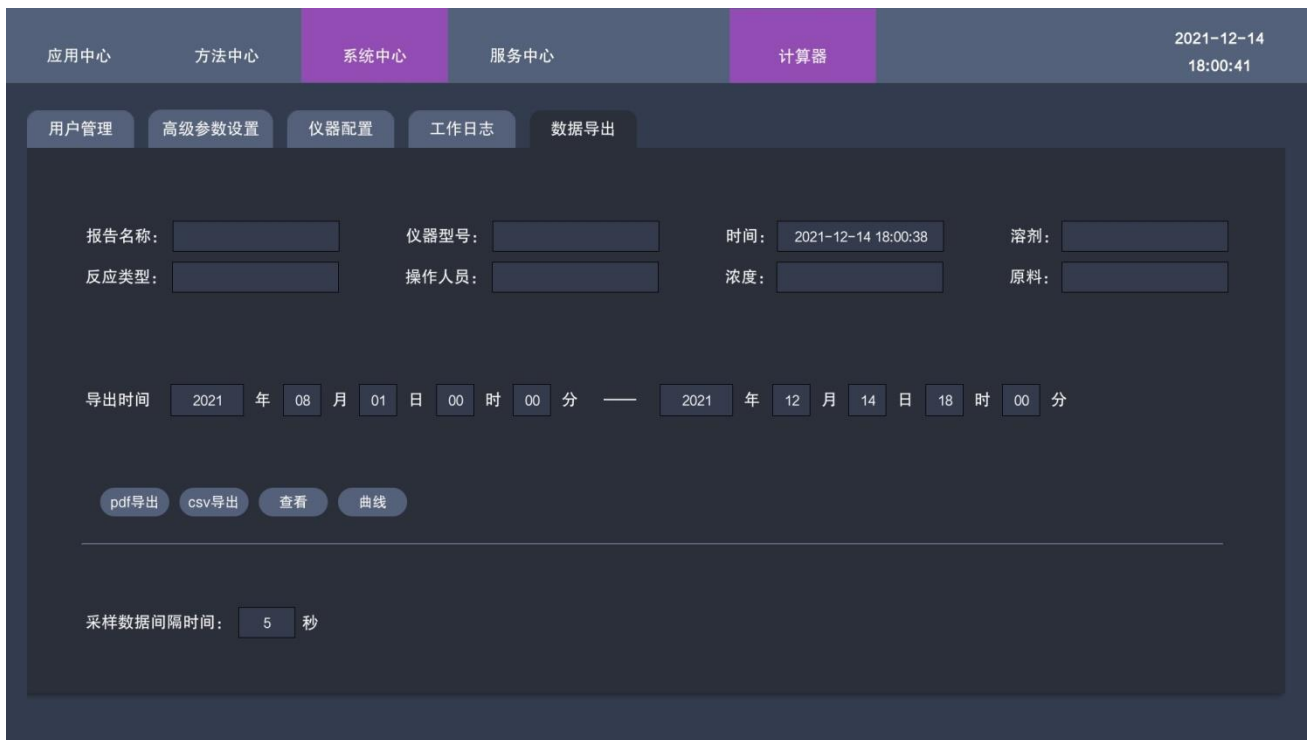 应用中心 方法中心 系统中心 服务中心 计算器 2021-12-14
18:00:41
用户管理 高级参数设置 仪器配置 工作日志 数据导出
报告名称: 仪器型号: 时间: 2021-12-14 18:00:38 溶剂:
反应类型: 操作人员: 浓度: 原料:
导出时间 2021 年 08 月 01 日 00 时 00 分 —— 2021 年 12 月 14 日 18 时 00 分
pdf导出 csv导出 查看 曲线
采样数据间隔时间: 5 秒